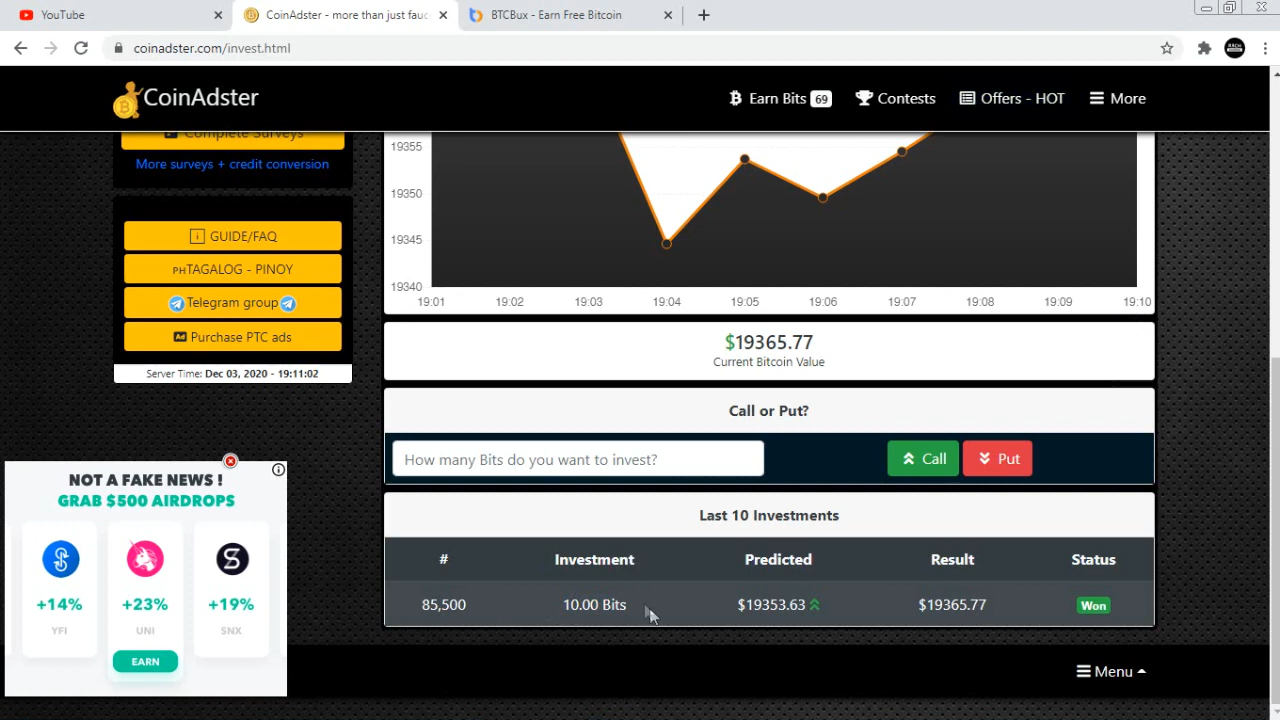 YouTube
CoinAdster - more than just fauc
BTCBux - Earn Free Bitcoin
coinadster.com/invest.html
CoinAdster
Earn Bits 69
Contests
Offers - HOT
More
Complete Surveys
More surveys + credit conversion
GUIDE/FAQ
PHTAGALOG - PINOY
Telegram group
Ad Purchase PTC ads
Server Time: Dec 03, 2020 - 19:11:02
19355
19350
19345
19340
19:01 19:02 19:03 19:04 19:05 19:06 19:07 19:08 19:09 19:10
$19365.77
Current Bitcoin Value
Call or Put?
How many Bits do you want to invest?
Call
Put
Last 10 Investments
# Investment Predicted Result Status
85,500 10.00 Bits $19353.63 $19365.77 Won
NOT A FAKE NEWS !
GRAB $500 AIRDROPS
+14% +23% +19%
YFI UNI SNX
EARN
Menu